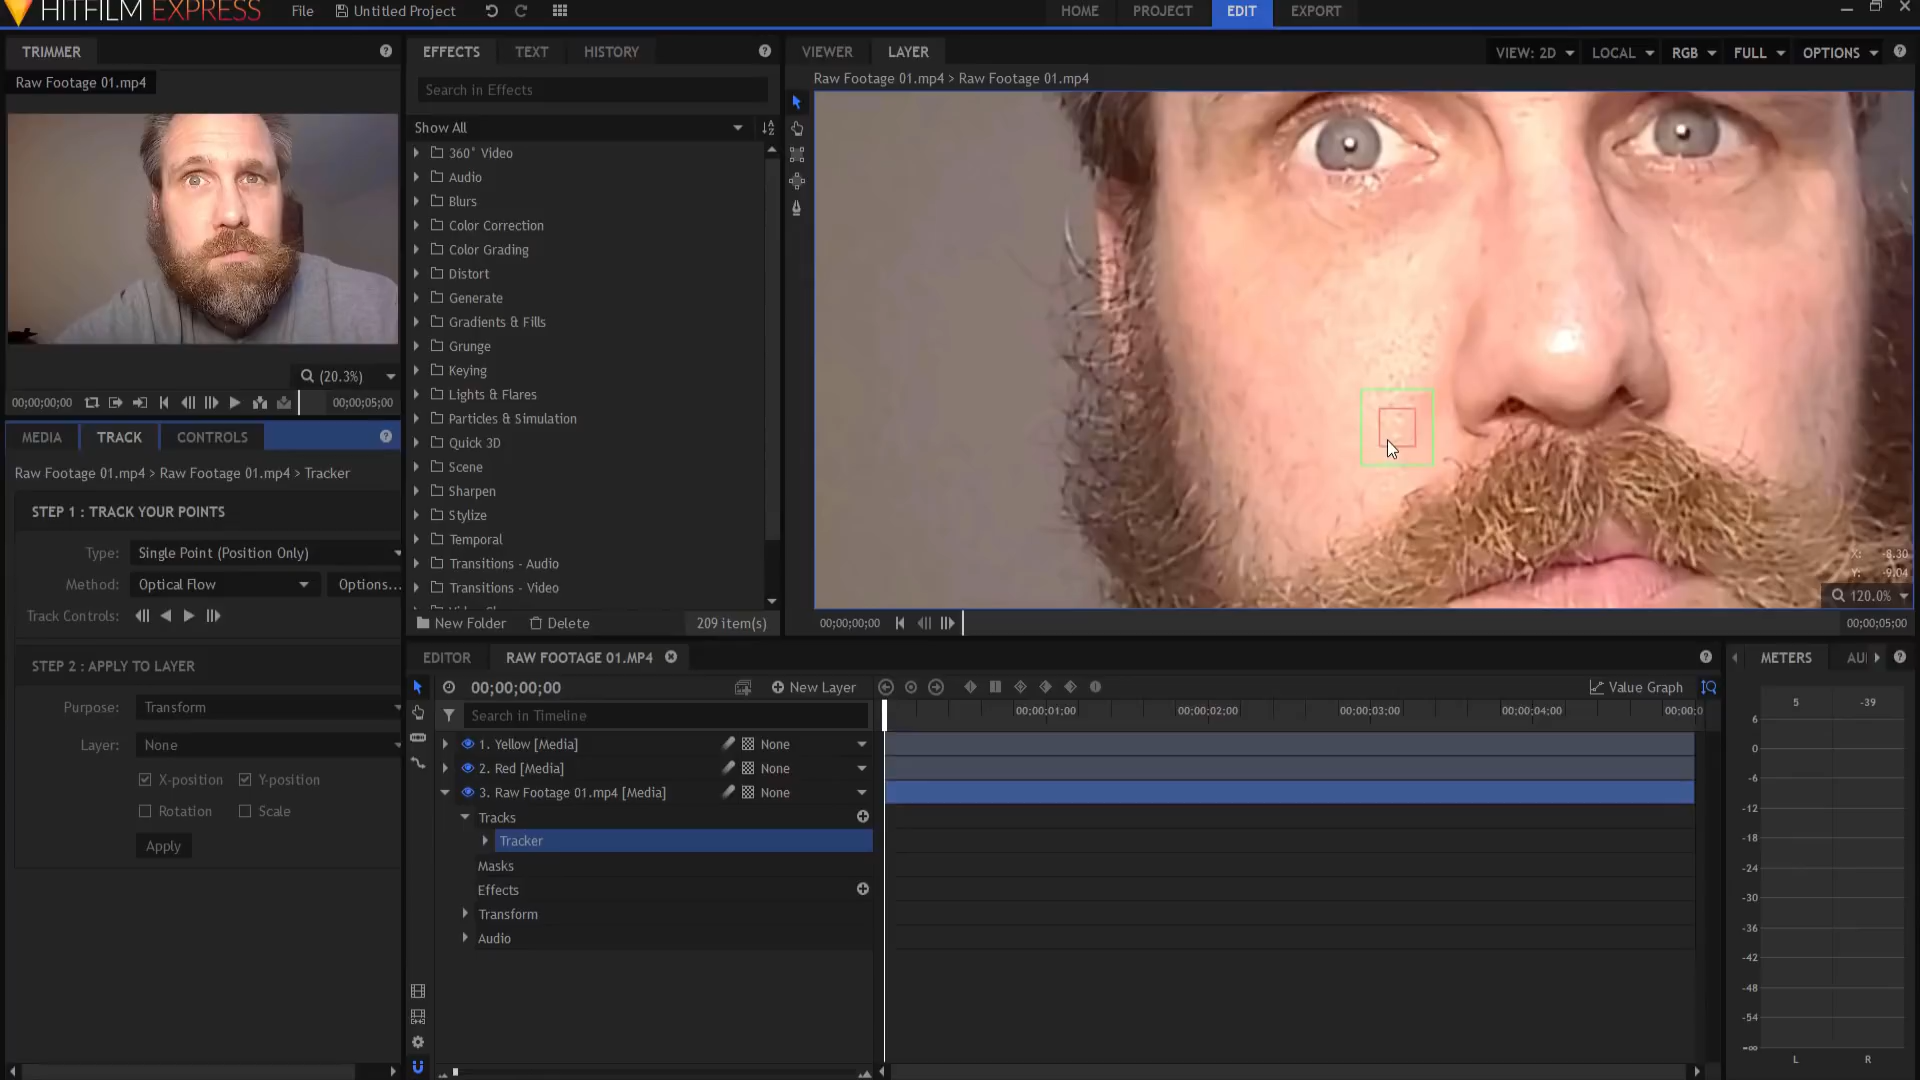 HITFILM EXPRESS
File
Untitled Project
HOME
PROJECT
EDIT
EXPORT
TRIMMER
Raw Footage 01.mp4
(20.3%)
00;00;00;00
00;00;05;00
MEDIA
TRACK
CONTROLS
Raw Footage 01.mp4 > Raw Footage 01.mp4 > Tracker
STEP 1 : TRACK YOUR POINTS
Type: Single Point (Position Only)
Method: Optical Flow Options...
Track Controls:
STEP 2 : APPLY TO LAYER
Purpose: Transform
Layer: None
X-position Y-position
Rotation Scale
Apply
EFFECTS
TEXT
HISTORY
Search in Effects
Show All
360° Video
Audio
Blurs
Color Correction
Color Grading
Distort
Generate
Gradients & Fills
Grunge
Keying
Lights & Flares
Particles & Simulation
Quick 3D
Scene
Sharpen
Stylize
Temporal
Transitions - Audio
Transitions - Video
New Folder
Delete
209 item(s)
VIEWER
LAYER
VIEW: 2D
LOCAL
RGB
FULL
OPTIONS
Raw Footage 01.mp4 > Raw Footage 01.mp4
X: -8.30
Y: -9.04
120.0%
00;00;00;00
00;00;05;00
EDITOR
RAW FOOTAGE 01.MP4
00;00;00;00
New Layer
Value Graph
Search in Timeline
00;00;01;00
00;00;02;00
00;00;03;00
00;00;04;00
00;00;0
1. Yellow [Media] None
2. Red [Media] None
3. Raw Footage 01.mp4 [Media] None
Tracks
Tracker
Masks
Effects
Transform
Audio
METERS
AU
5 -39
6
0
-6
-12
-18
-24
-30
-36
-42
-48
-54
-∞
L R